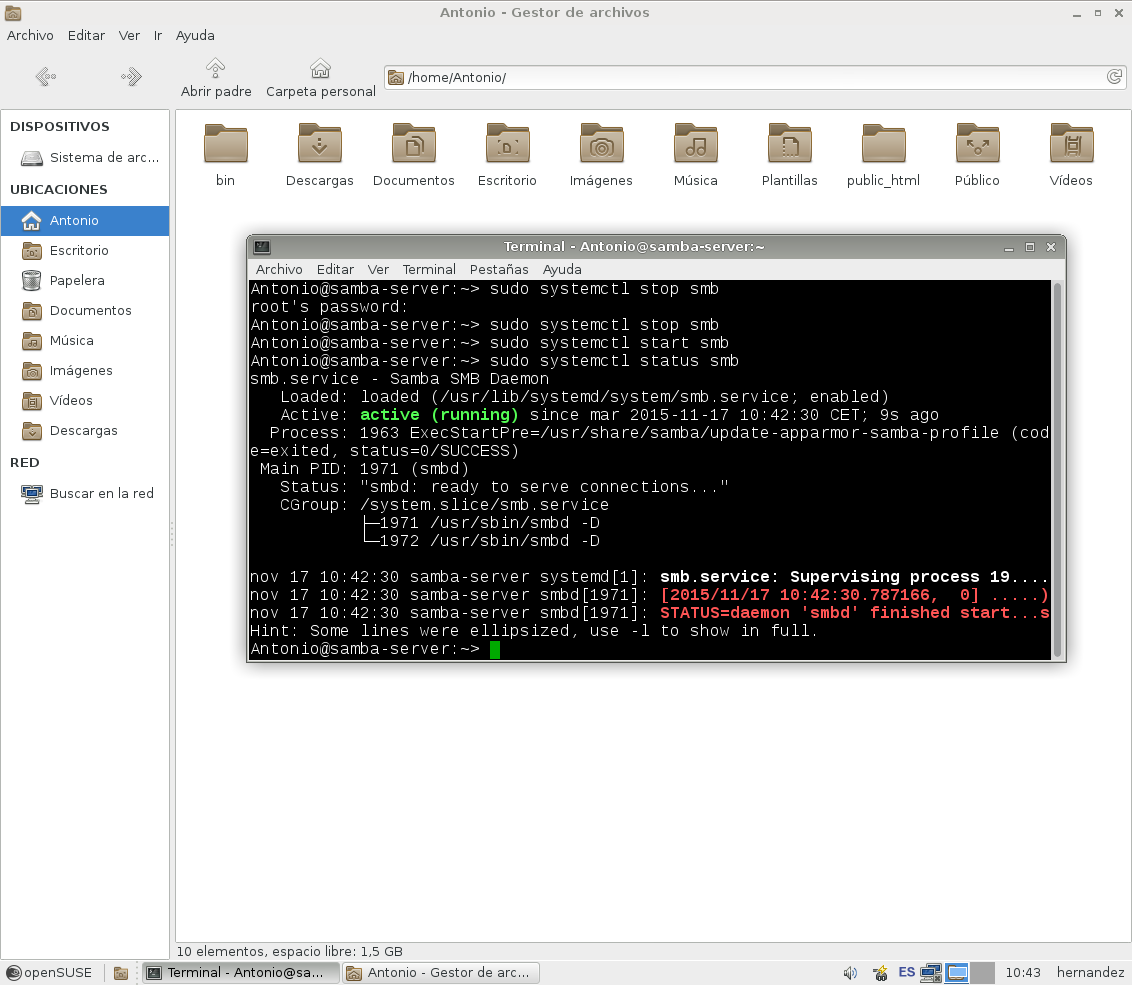 Antonio - Gestor de archivos
Archivo Editar Ver Ir Ayuda
Abrir padre Carpeta personal /home/Antonio/
DISPOSITIVOS
Sistema de arc...
UBICACIONES
Antonio
Escritorio
Papelera
Documentos
Música
Imágenes
Vídeos
Descargas
RED
Buscar en la red
bin Descargas Documentos Escritorio Imágenes Música Plantillas public_html Público Vídeos
Terminal - Antonio@samba-server:~
Archivo Editar Ver Terminal Pestañas Ayuda
Antonio@samba-server:~> sudo systemctl stop smb
root's password:
Antonio@samba-server:~> sudo systemctl stop smb
Antonio@samba-server:~> sudo systemctl start smb
Antonio@samba-server:~> sudo systemctl status smb
smb.service - Samba SMB Daemon
   Loaded: loaded (/usr/lib/systemd/system/smb.service; enabled)
   Active: active (running) since mar 2015-11-17 10:42:30 CET; 9s ago
  Process: 1963 ExecStartPre=/usr/share/samba/update-apparmor-samba-profile (cod
e=exited, status=0/SUCCESS)
 Main PID: 1971 (smbd)
   Status: "smbd: ready to serve connections..."
   CGroup: /system.slice/smb.service
           ├─1971 /usr/sbin/smbd -D
           └─1972 /usr/sbin/smbd -D
nov 17 10:42:30 samba-server systemd[1]: smb.service: Supervising process 19....
nov 17 10:42:30 samba-server smbd[1971]: [2015/11/17 10:42:30.787166,  0] .....)
nov 17 10:42:30 samba-server smbd[1971]: STATUS=daemon 'smbd' finished start...s
Hint: Some lines were ellipsized, use -l to show in full.
Antonio@samba-server:~>
10 elementos, espacio libre: 1,5 GB
openSUSE Terminal - Antonio@sa... Antonio - Gestor de arc... ES 10:43 hernandez